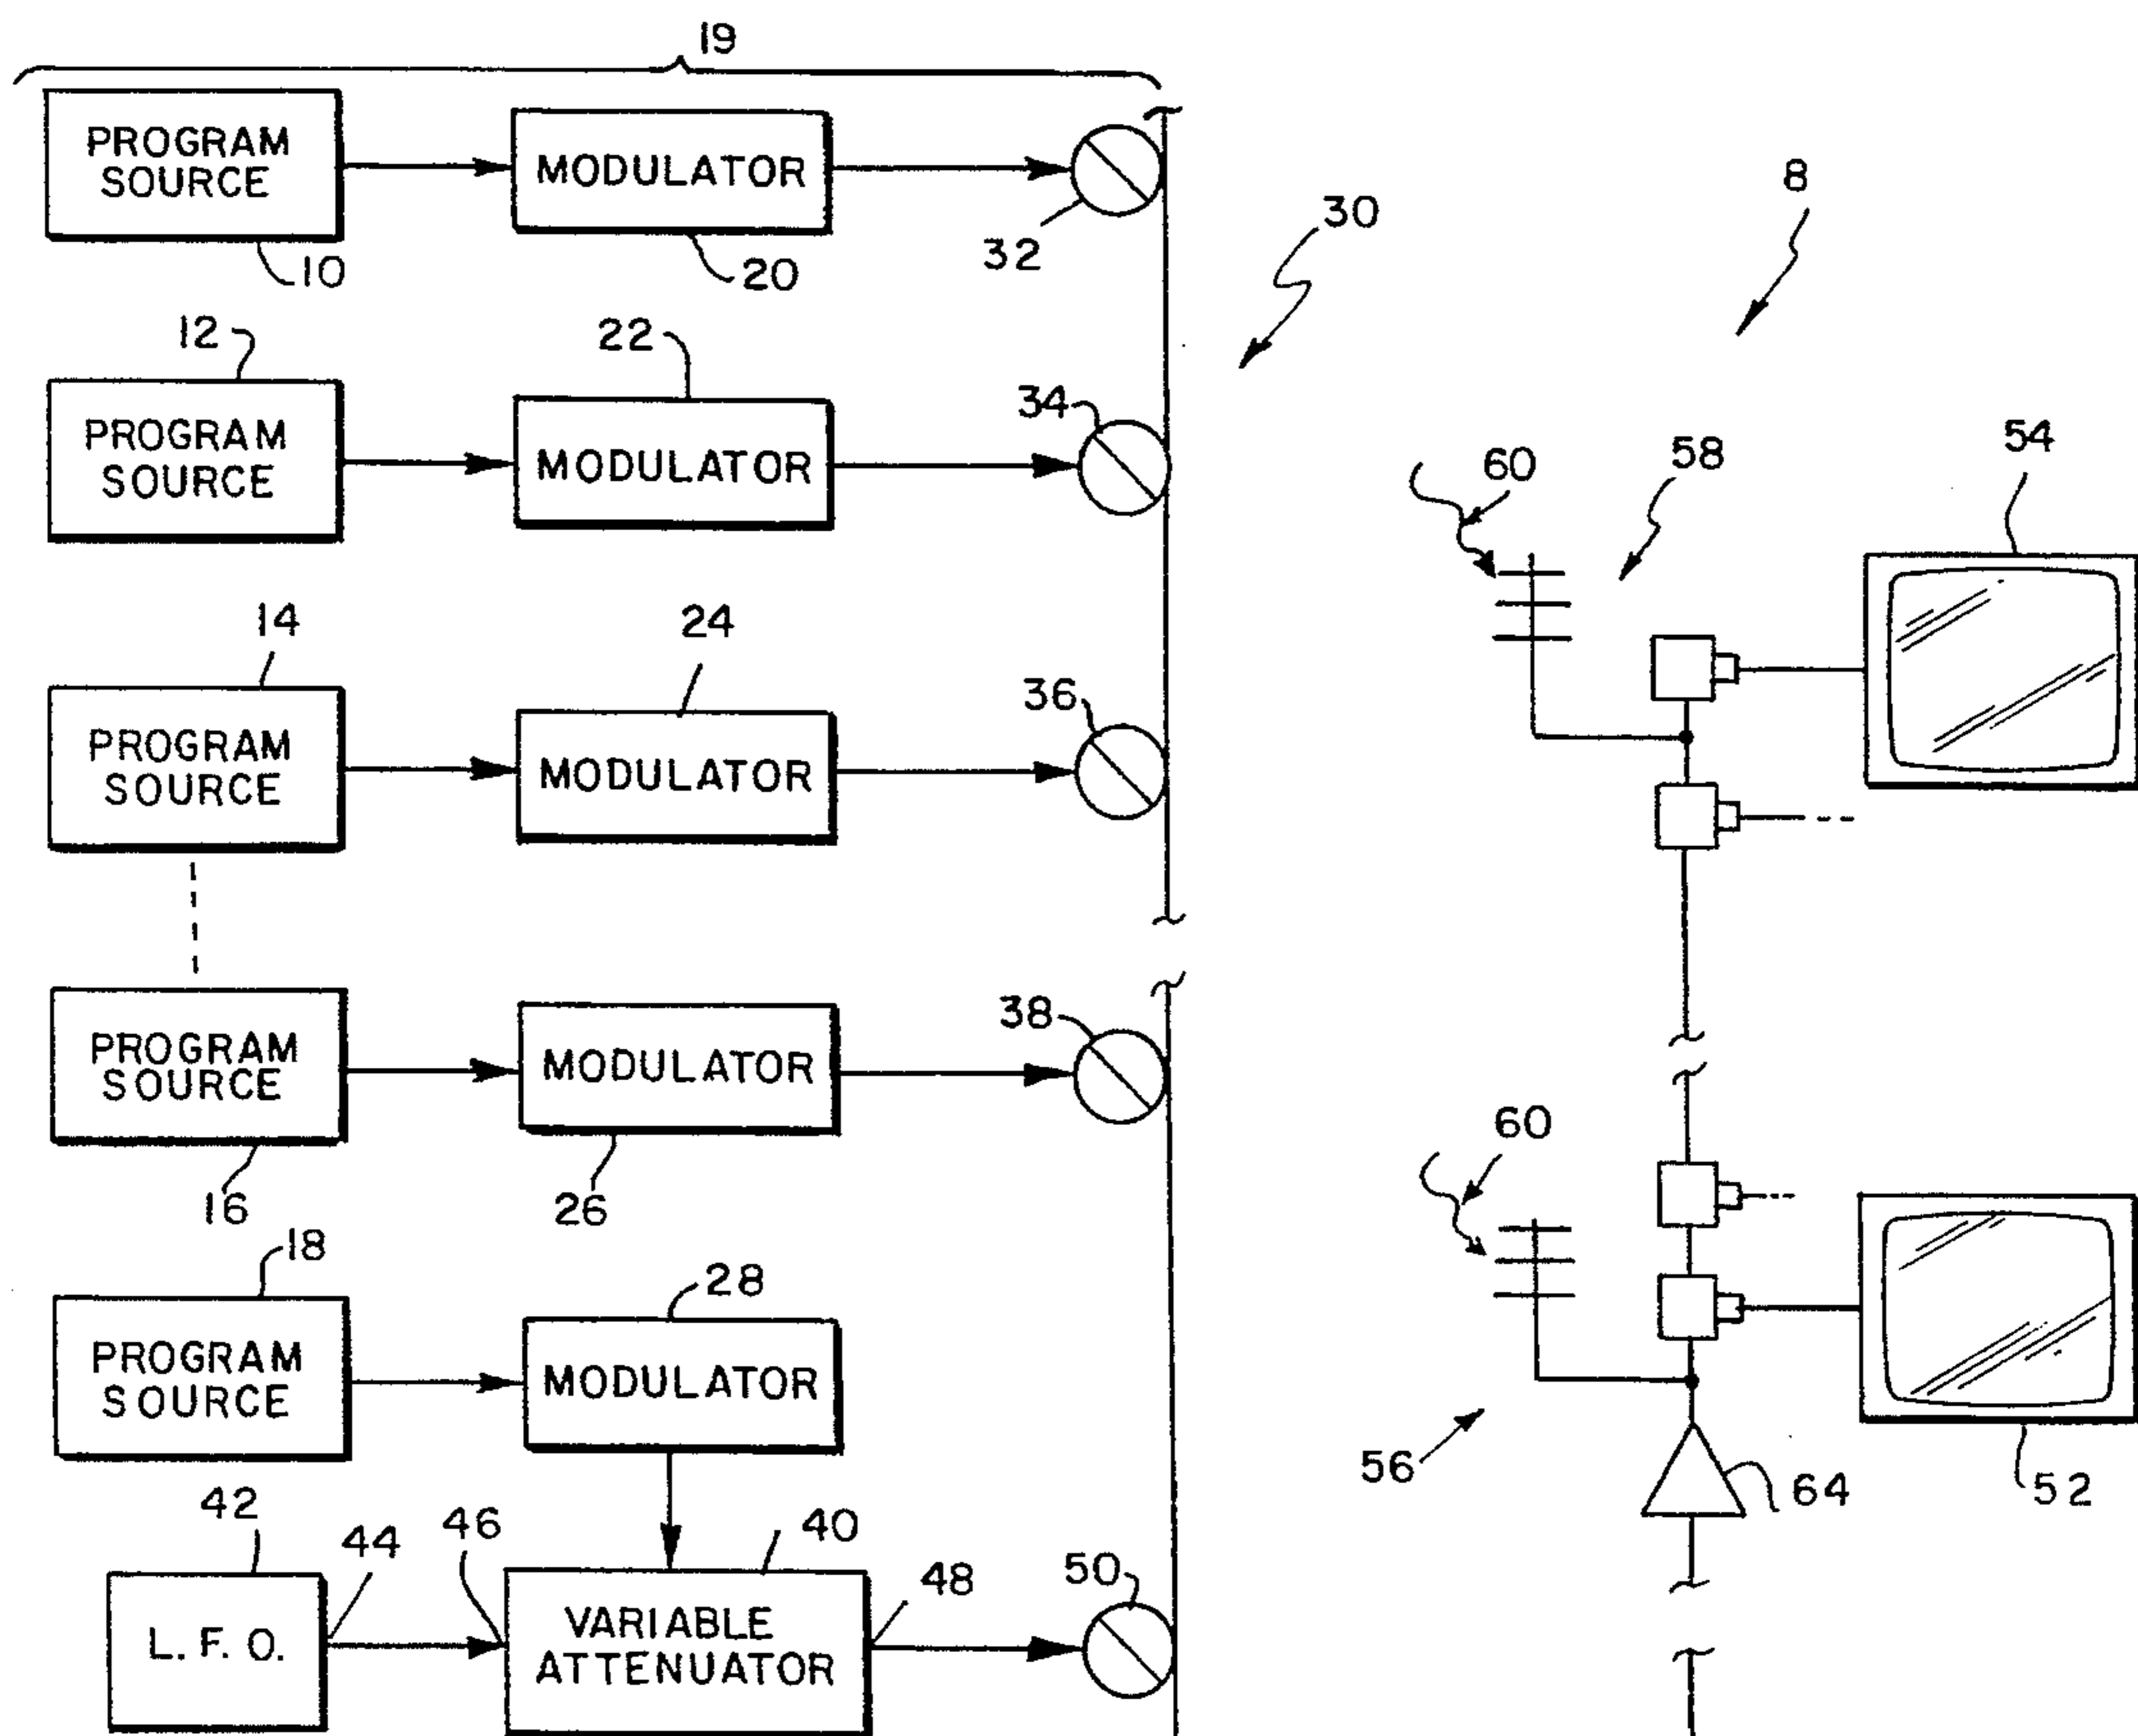 19
PROGRAM
SOURCE
10
MODULATOR
20
32
30
8
12
PROGRAM
SOURCE
22
MODULATOR
34
60
58
54
14
PROGRAM
SOURCE
24
MODULATOR
36
PROGRAM
SOURCE
16
MODULATOR
26
38
60
18
PROGRAM
SOURCE
28
MODULATOR
56
64
52
42
L. F. O.
44
46
40
VARIABLE
ATTENUATOR
48
50